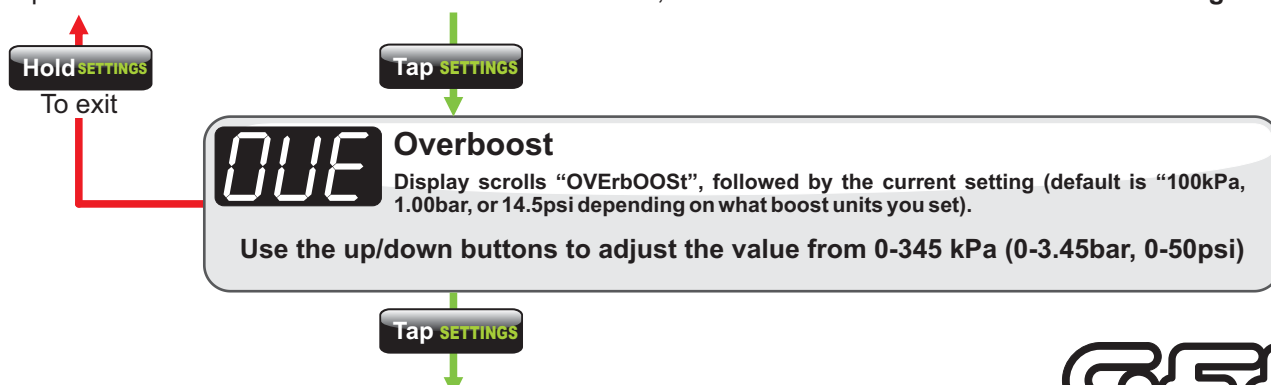 Hold SETTINGS
To exit
Tap SETTINGS
OVE
Overboost
Display scrolls “OVErbOOSt”, followed by the current setting (default is “100kPa,
1.00bar, or 14.5psi depending on what boost units you set).
Use the up/down buttons to adjust the value from 0-345 kPa (0-3.45bar, 0-50psi)
Tap SETTINGS